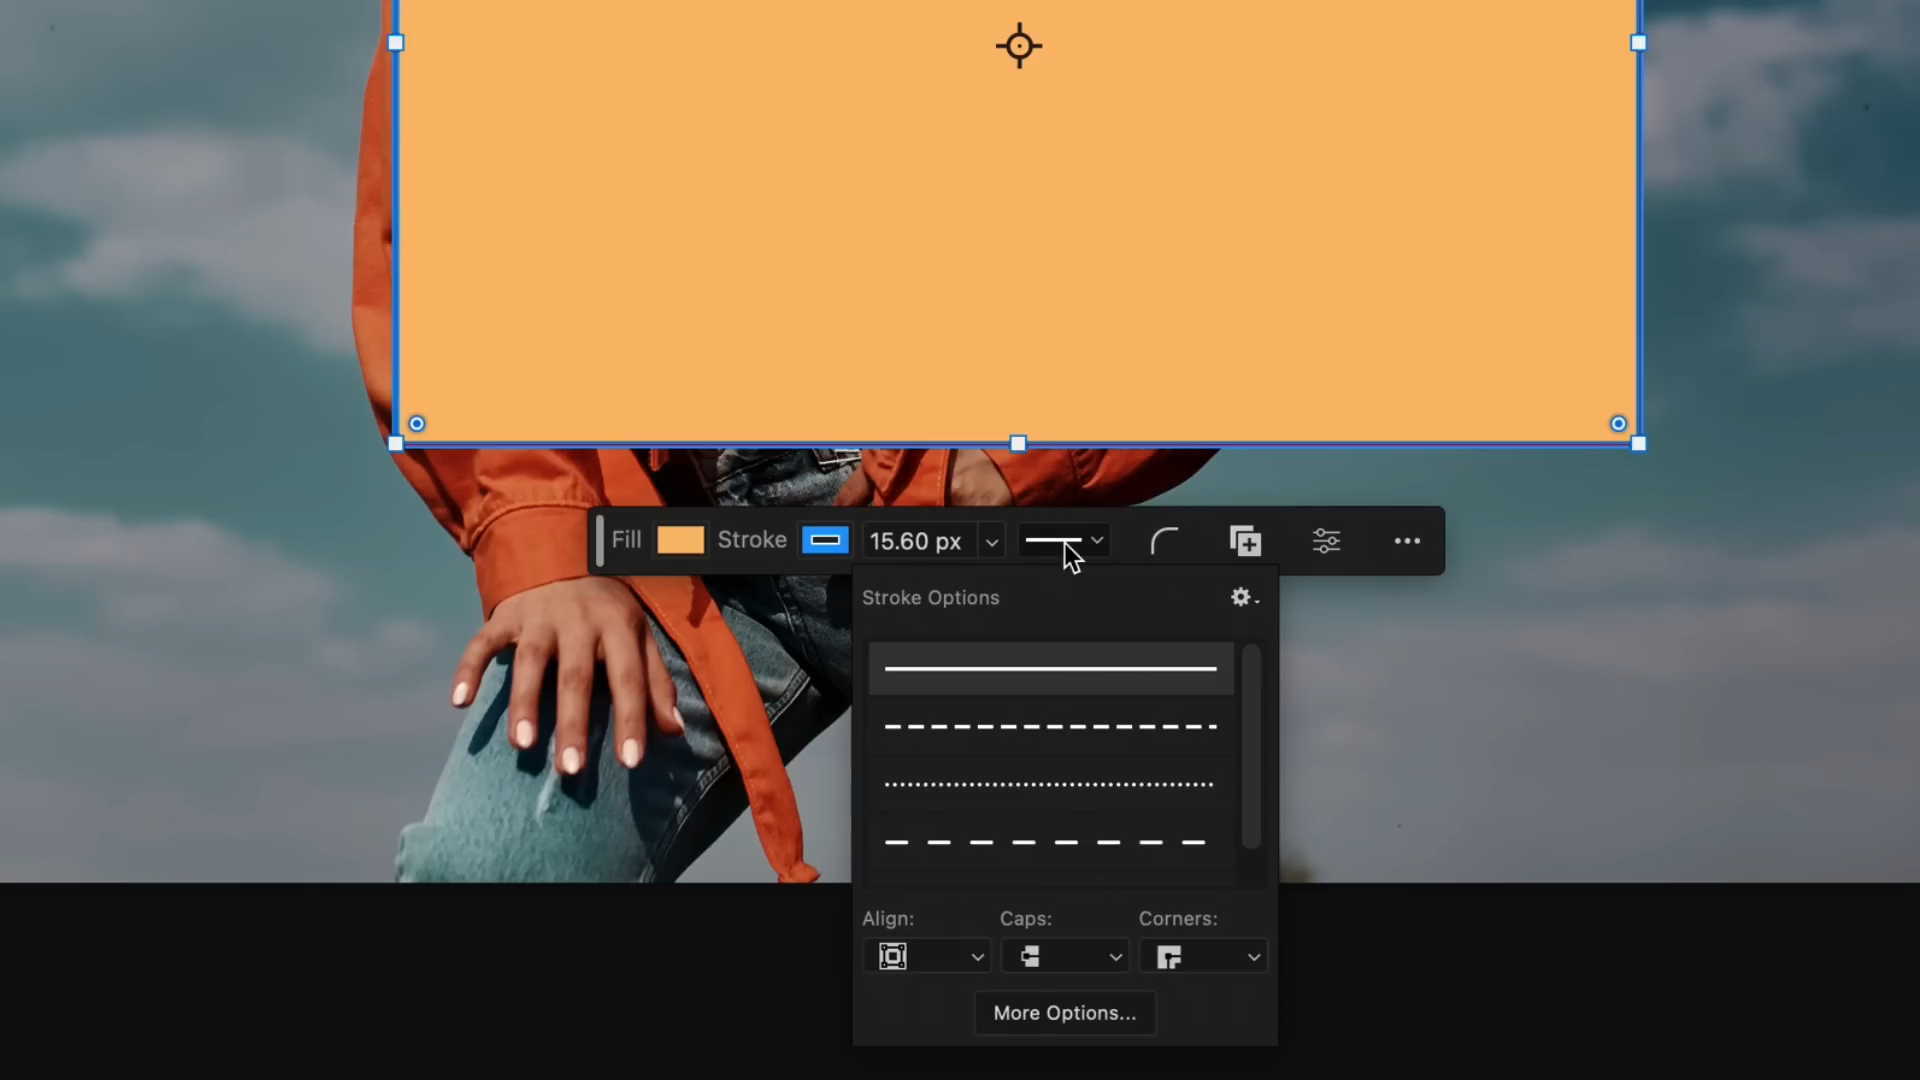 Fill Stroke 15.60 px
Stroke Options
Align: Caps: Corners:
More Options...